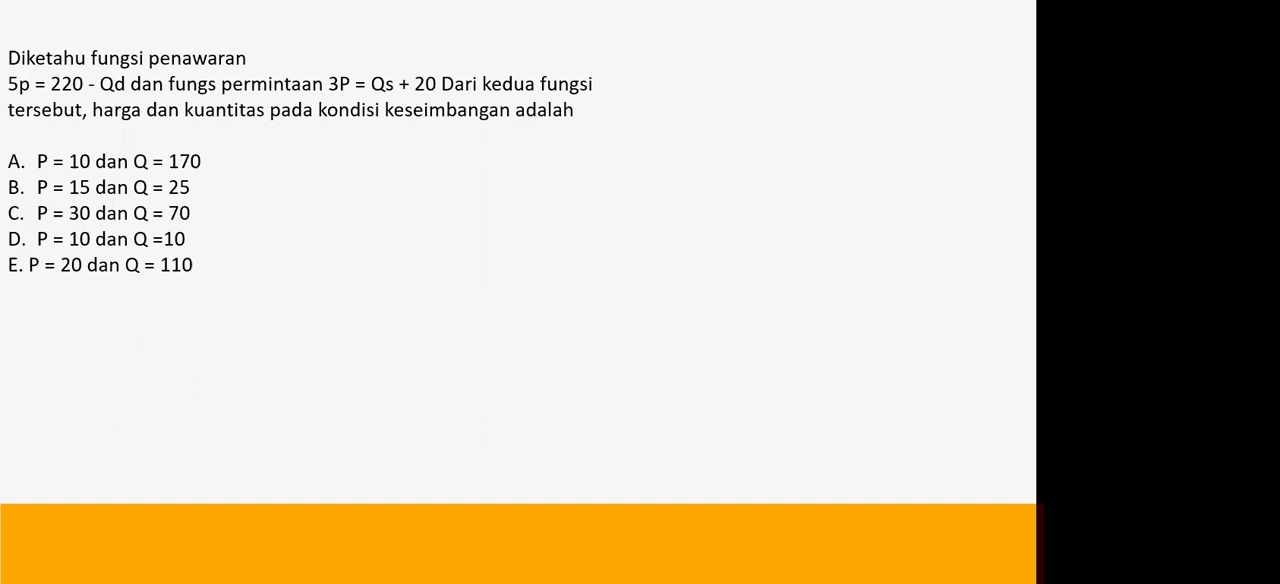 Diketahu fungsi penawaran
5p = 220 - Qd dan fungs permintaan 3P = Qs + 20 Dari kedua fungsi
tersebut, harga dan kuantitas pada kondisi keseimbangan adalah
A. P = 10 dan Q = 170
B. P = 15 dan Q = 25
C. P = 30 dan Q = 70
D. P = 10 dan Q =10
E. P = 20 dan Q = 110